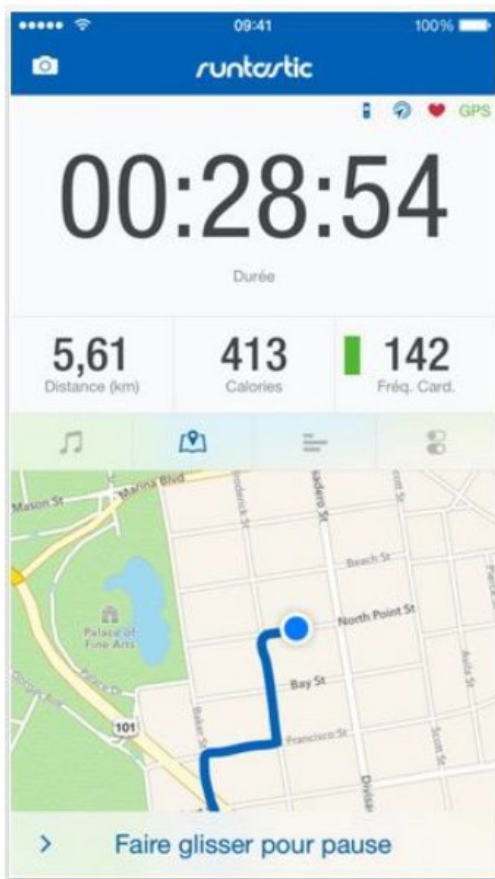 09:41
100%
runtastic
GPS
00:28:54
Durée
5,61
413
142
Distance (km)
Calories
Fréq. Card.
Marina Blvd
Mason St
Beach St
North Point St
Palace of
Fine Arts
Bay St
Avila St
101
Baker St
Francisco St
Scott St
Faire glisser pour pause